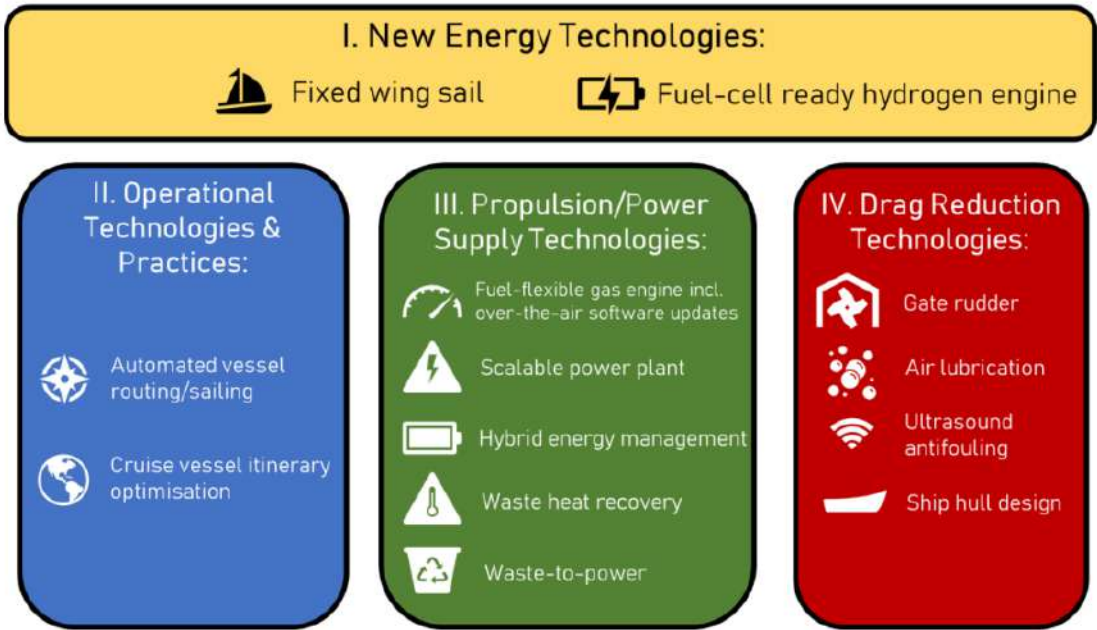 I. New Energy Technologies:
Fixed wing sail
Fuel-cell ready hydrogen engine
II. Operational
Technologies &
Practices:
Automated vessel
routing/sailing
Cruise vessel itinerary
optimisation
III. Propulsion/Power
Supply Technologies:
Fuel-flexible gas engine incl.
over-the-air software updates
Scalable power plant
Hybrid energy management
Waste heat recovery
Waste-to-power
IV. Drag Reduction
Technologies:
Gate rudder
Air lubrication
Ultrasound
antifouling
Ship hull design